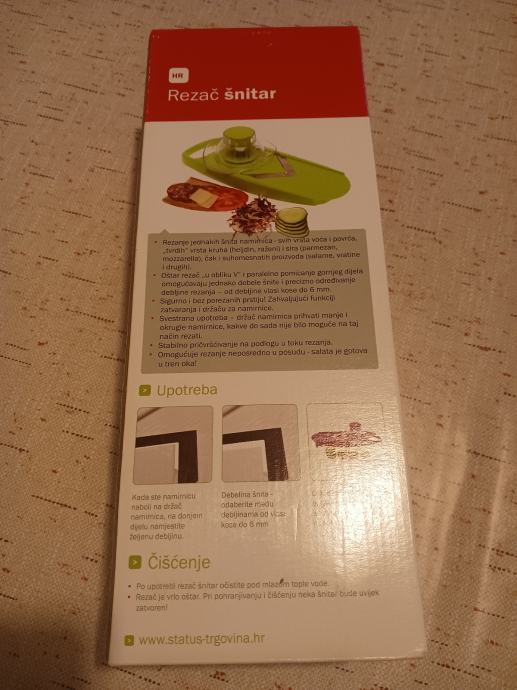 HR
Rezač šnitar
• Rezanje jednakih šnita namirnica - svih vrsta voća i povrća,
„tvrdih" vrsta kruha (heljdin, raženi) i sira (parmezan,
mozzarella), čak i suhomesnatih proizvoda (salame, vratine
i drugih).
• Oštar rezač „u obliku V" i paralelno pomicanje gornjeg dijela
omogućavaju jednako debele šnite i precizno određivanje
debljine rezanja – od debljine vlasi kose do 6 mm.
• Sigurno i bez porezanih prstiju! Zahvaljujući funkciji
zatvaranja i držaču za namirnice.
• Svestrana upotreba – držač namirnica prihvati manje i
okrugle namirnice, kakve do sada nije bilo moguće na taj
način rezati.
• Stabilno pričvršćivanje na podlogu u toku rezanja.
• Omogućuje rezanje neposredno u posudu - salata je gotova
u tren oka!
Upotreba
Kada ste namirnicu
naboli na držač
namirnica, na donjem
dijelu namjestite
željenu debljinu.
Debljina šnita -
odaberite među
debljinama od vlasi
kose do 6 mm
Čišćenje
• Po upotrebi rezač šnitar očistite pod mlazom tople vode.
• Rezač je vrlo oštar. Pri pohranjivanju i čišćenju neka šnitar bude uvijek
zatvoren!
www.status-trgovina.hr